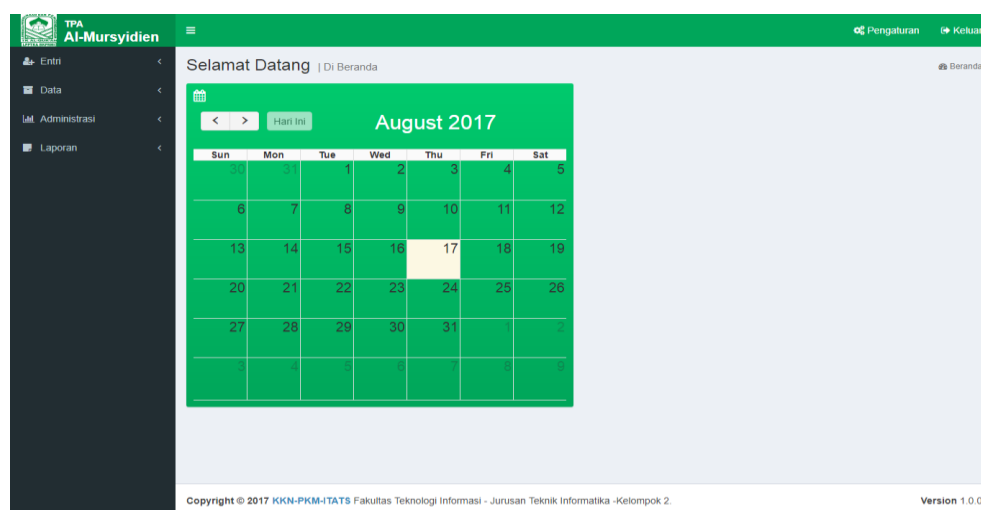 TPA
Al-Mursyidien
Pengaturan Keluar
Entri
Data
Administrasi
Laporan
Selamat Datang | Di Beranda
Beranda
Hari Ini
August 2017
Sun Mon Tue Wed Thu Fri Sat
30 31 1 2 3 4 5
6 7 8 9 10 11 12
13 14 15 16 17 18 19
20 21 22 23 24 25 26
27 28 29 30 31 1 2
3 4 5 6 7 8 9
Copyright © 2017 KKN-PKM-ITATS Fakultas Teknologi Informasi - Jurusan Teknik Informatika -Kelompok 2.
Version 1.0.0